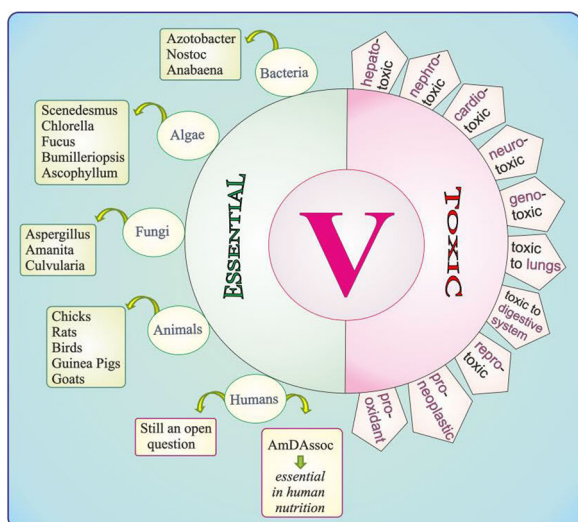 Azotobacter
Nostoc
Anabaena
Bacteria
Scenedesmus
Chlorella
Fucus
Bumilleriopsis
Ascophyllum
Algae
Aspergillus
Amanita
Culvularia
Fungi
Chicks
Rats
Birds
Guinea Pigs
Goats
Animals
Humans
Still an open
question
AmDAssoc
essential
in human
nutrition
ESSENTIAL
V
TOXIC
hepato-
toxic
nephro-
toxic
cardio-
toxic
neuro-
toxic
geno-
toxic
toxic
to lungs
toxic to
digestive
system
repro-
toxic
pro-
neoplastic
pro-
oxidant